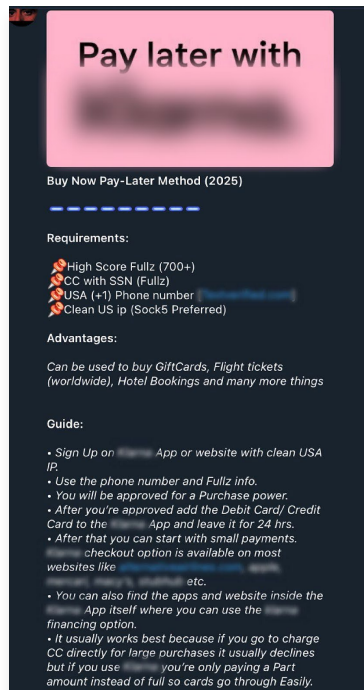 Pay later with
Buy Now Pay-Later Method (2025)
Requirements:
High Score Fullz (700+)
CC with SSN (Fullz)
USA (+1) Phone number [
Clean US ip (Sock5 Preferred)
Advantages:
Can be used to buy GiftCards, Flight tickets
(worldwide), Hotel Bookings and many more things
Guide:
• Sign Up on App or website with clean USA
IP.
• Use the phone number and Fullz info.
• You will be approved for a Purchase power.
• After you're approved add the Debit Card/ Credit
Card to the App and leave it for 24 hrs.
• After that you can start with small payments.
checkout option is available on most
websites like
etc.
• You can also find the apps and website inside the
App itself where you can use the
financing option.
• It usually works best because if you go to charge
CC directly for large purchases it usually declines
but if you use you're only paying a Part
amount instead of full so cards go through Easily.